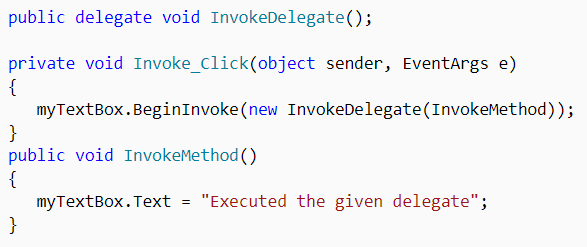 public delegate void InvokeDelegate();
private void Invoke_Click(object sender, EventArgs e)
{
myTextBox.BeginInvoke(new InvokeDelegate(InvokeMethod));
}
public void InvokeMethod()
{
myTextBox.Text = "Executed the given delegate";
}